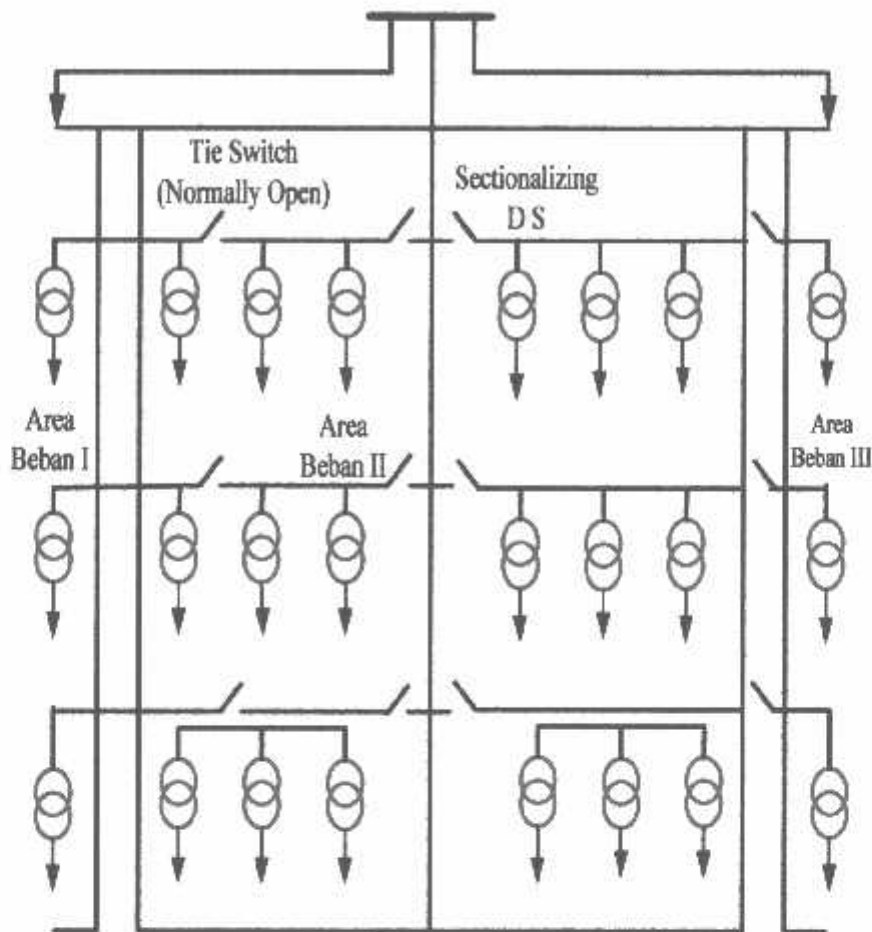 Tie Switch
(Normally Open)
Sectionalizing
D S
Area
Beban I
Area
Beban II
Area
Beban III